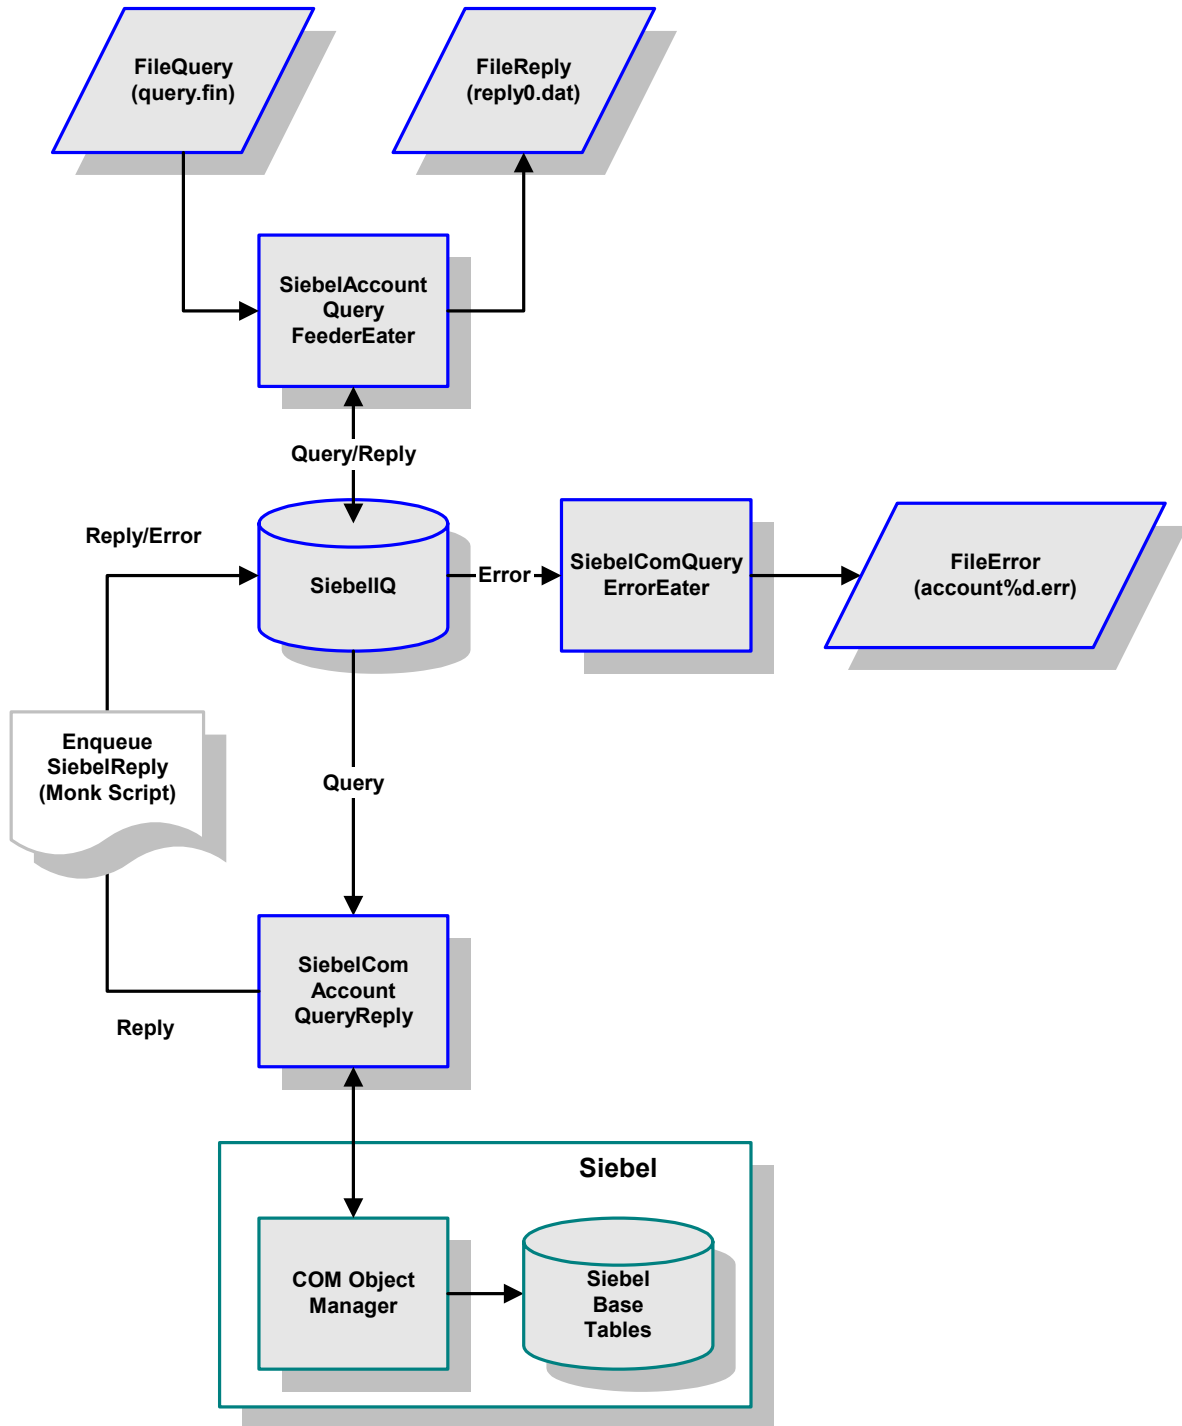 FileQuery
(query.fin)
FileReply
(reply0.dat)
SiebelAccount
Query
FeederEater
Query/Reply
Reply/Error
SiebelIQ
Error
SiebelComQuery
ErrorEater
FileError
(account%d.err)
Enqueue
SiebelReply
(Monk Script)
Query
SiebelCom
Account
QueryReply
Reply
Siebel
COM Object
Manager
Siebel
Base
Tables